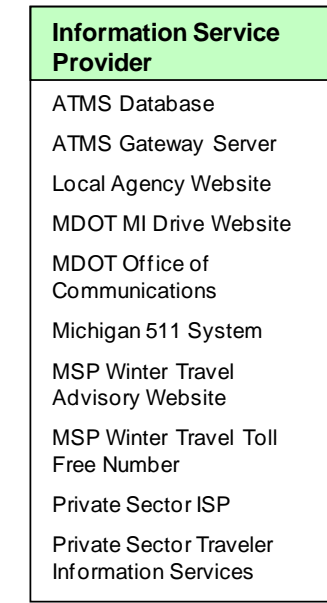 Information Service
Provider
ATMS Database
ATMS Gateway Server
Local Agency Website
MDOT MI Drive Website
MDOT Office of
Communications
Michigan 511 System
MSP Winter Travel
Advisory Website
MSP Winter Travel Toll
Free Number
Private Sector ISP
Private Sector Traveler
Information Services